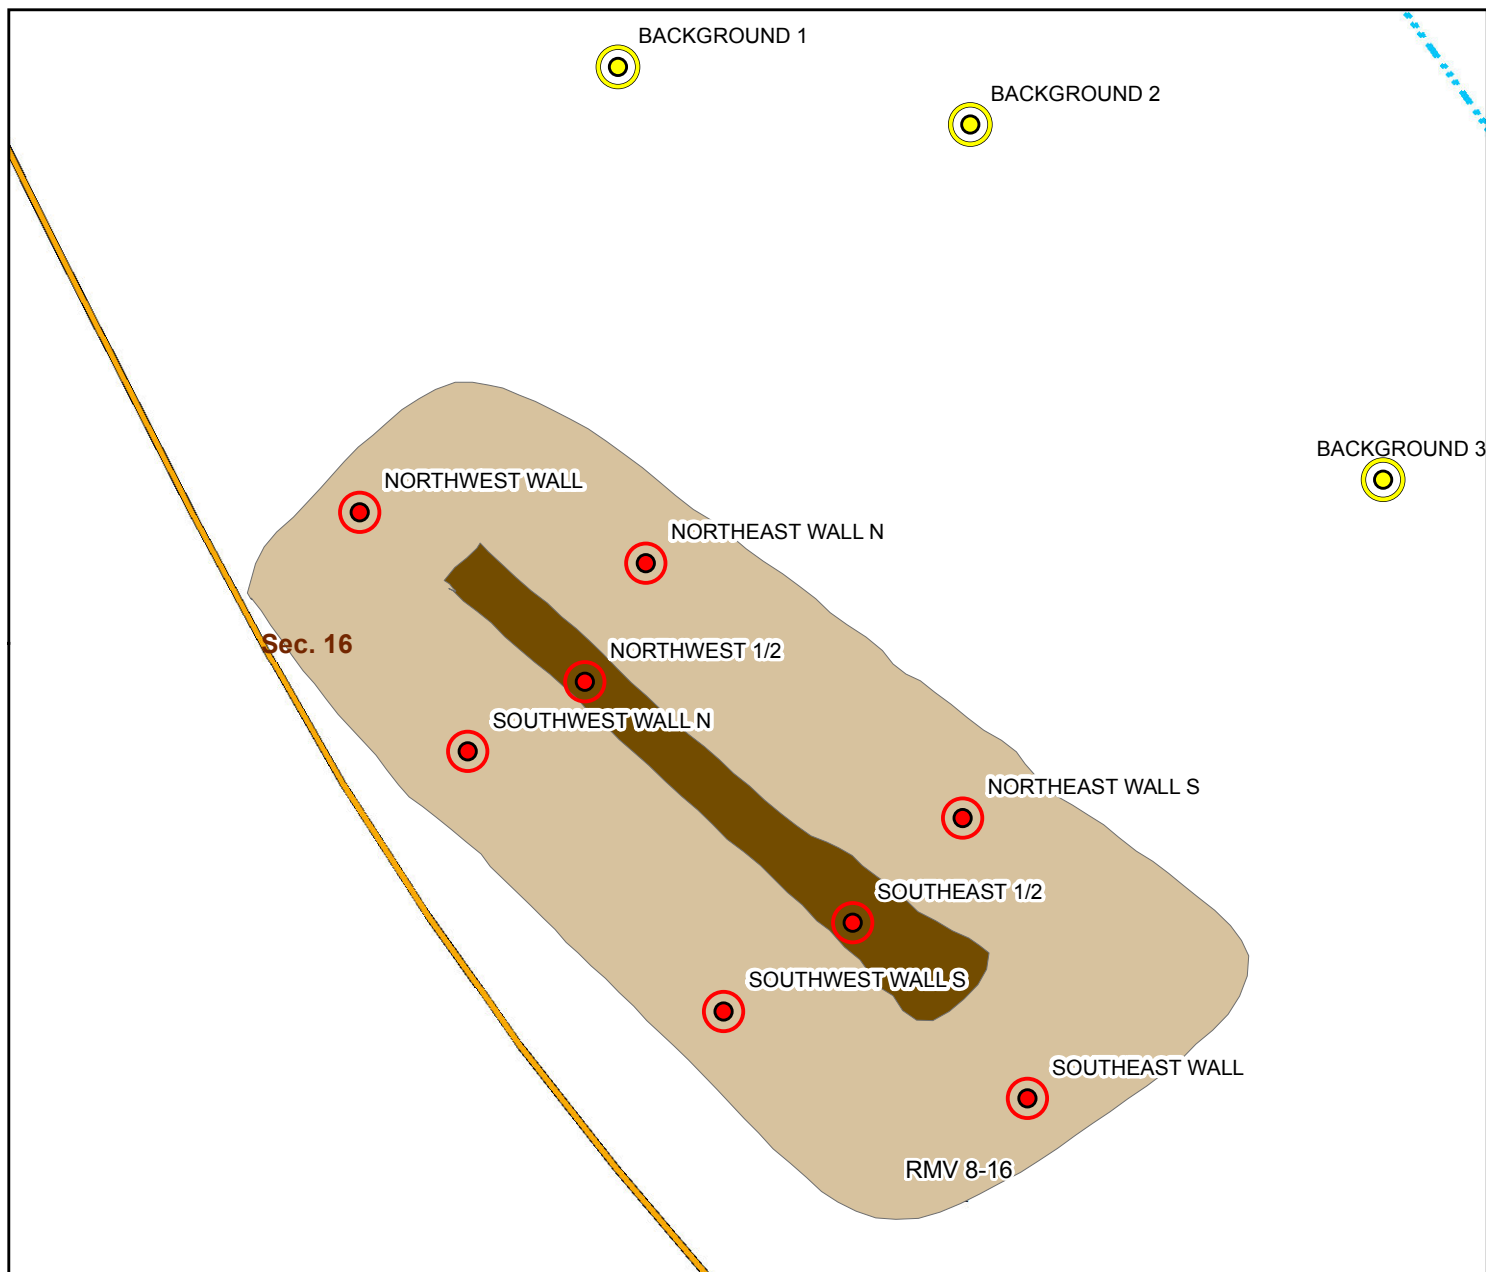 BACKGROUND 1
BACKGROUND 2
BACKGROUND 3
NORTHWEST WALL
NORTHEAST WALL N
Sec. 16
NORTHWEST 1/2
SOUTHWEST WALL N
NORTHEAST WALL S
SOUTHEAST 1/2
SOUTHWEST WALL S
SOUTHEAST WALL
RMV 8-16